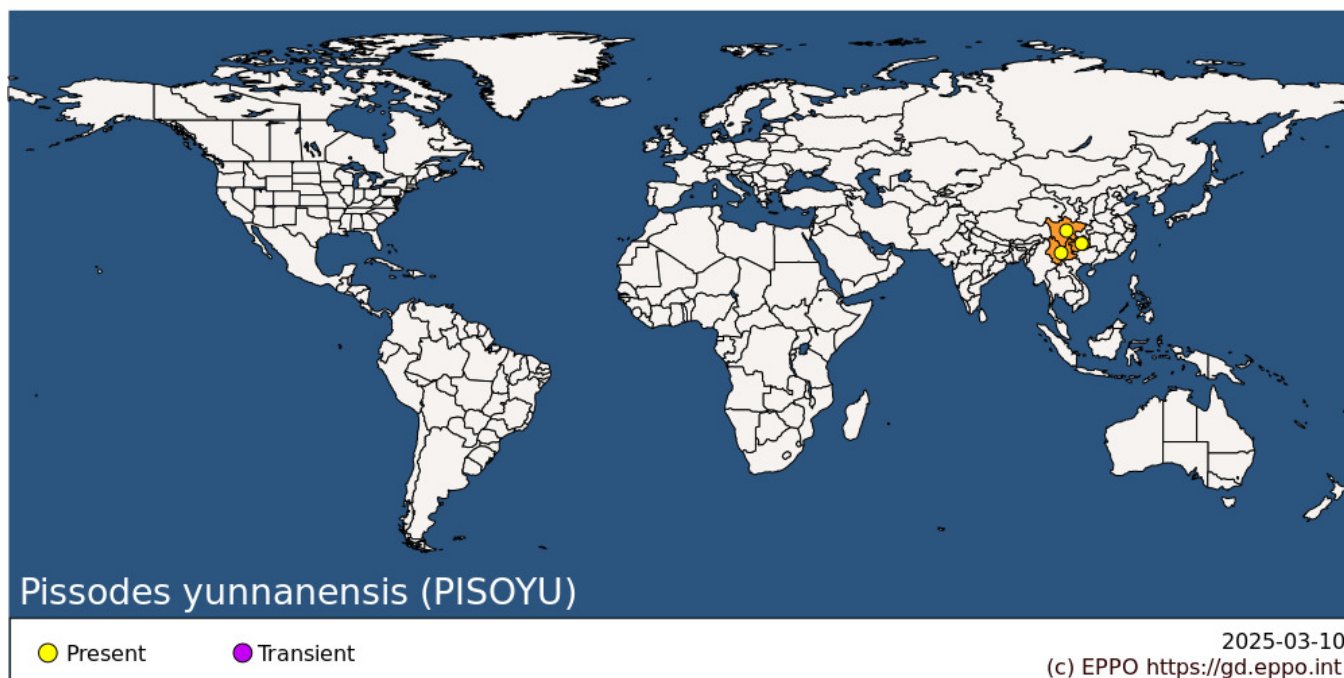 Pissodes yunnanensis (PISOYU)
Present
Transient
2025-03-10
(c) EPPO https://gd.eppo.int